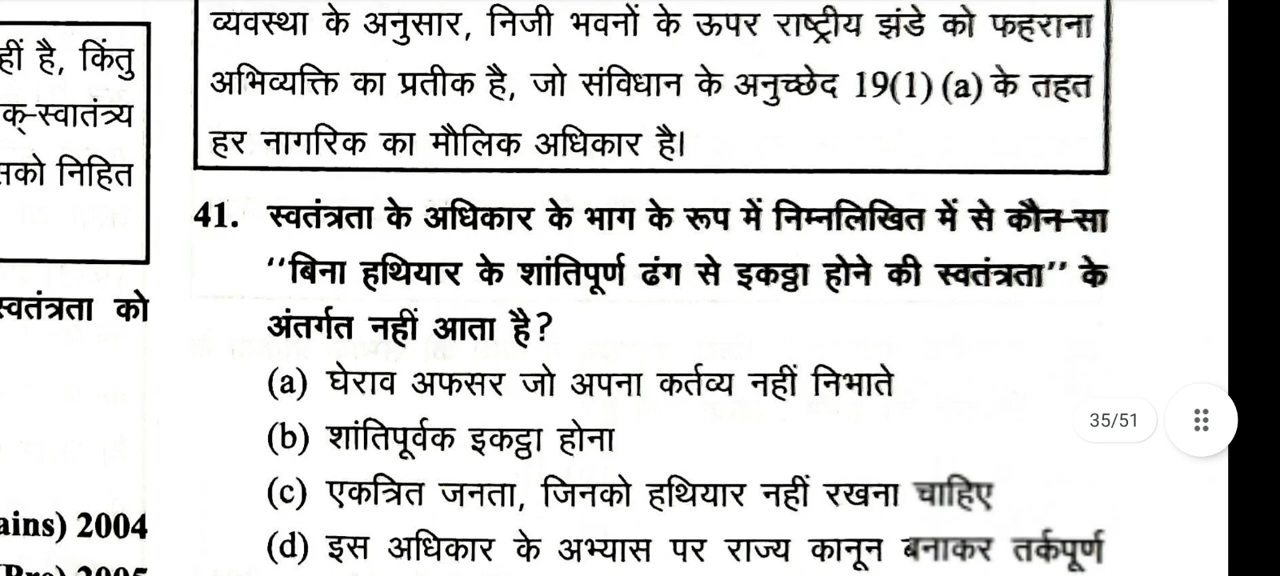 व्यवस्था के अनुसार, निजी भवनों के ऊपर राष्ट्रीय झंडे को फहराना
अभिव्यक्ति का प्रतीक है, जो संविधान के अनुच्छेद 19(1) (a) के तहत
हर नागरिक का मौलिक अधिकार है।
हीं है, किंतु
क्-स्वातंत्र्य
सको निहित
स्वतंत्रता को
ains) 2004
41. स्वतंत्रता के अधिकार के भाग के रूप में निम्नलिखित में से कौन-सा
''बिना हथियार के शांतिपूर्ण ढंग से इकट्ठा होने की स्वतंत्रता'' के
अंतर्गत नहीं आता है?
(a) घेराव अफसर जो अपना कर्तव्य नहीं निभाते
(b) शांतिपूर्वक इकट्ठा होना
(c) एकत्रित जनता, जिनको हथियार नहीं रखना चाहिए
(d) इस अधिकार के अभ्यास पर राज्य कानून बनाकर तर्कपूर्ण
35/51